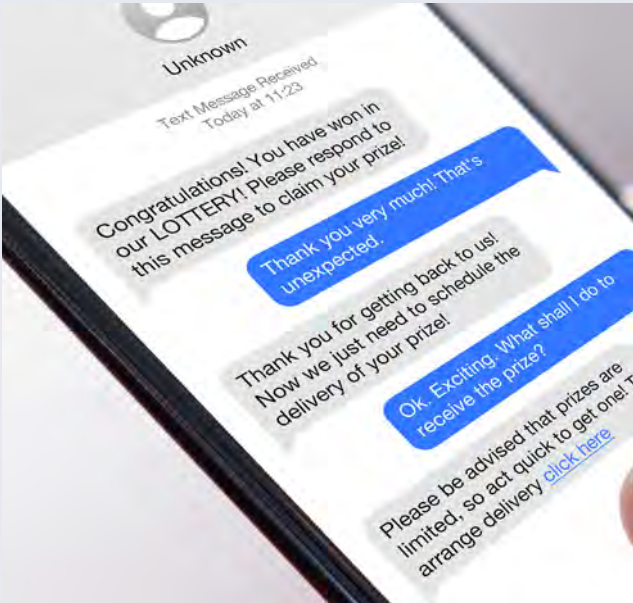 Unknown
Text Message Received
Today at 11:23
Congratulations! You have won in
our LOTTERY! Please respond to
this message to claim your prize!
Thank you very much! That's
unexpected.
Thank you for getting back to us!
Now we just need to schedule the
delivery of your prize!
Ok. Exciting. What shall I do to
receive the prize?
Please be advised that prizes are
limited, so act quick to get one!
arrange delivery click here